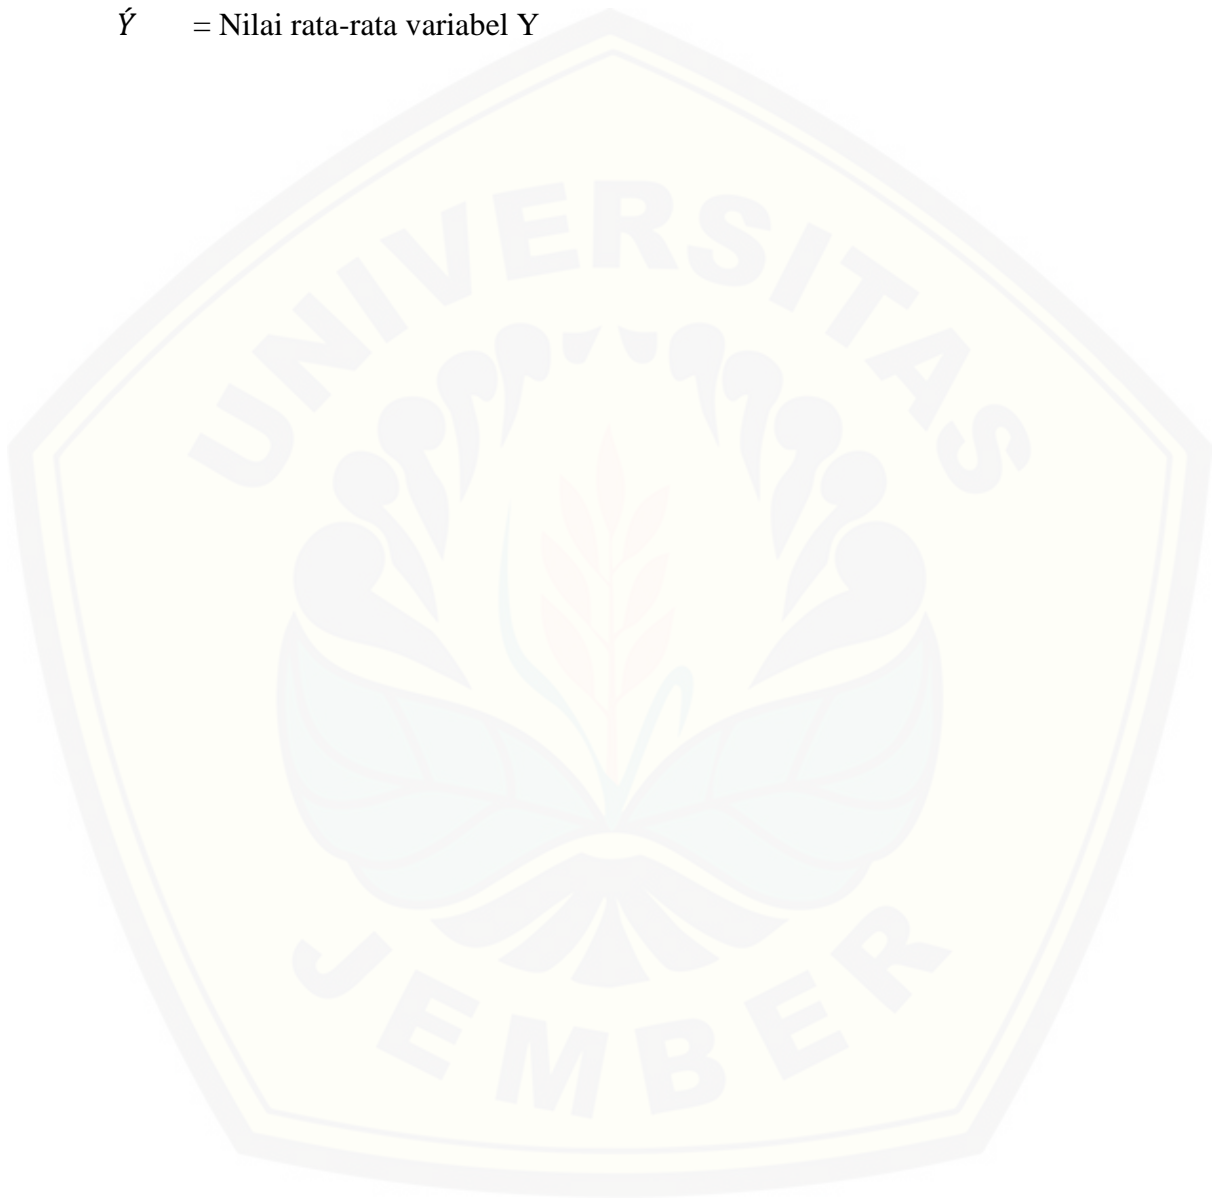 Ý = Nilai rata-rata variabel Y
UNIVERSITAS
JEMBER